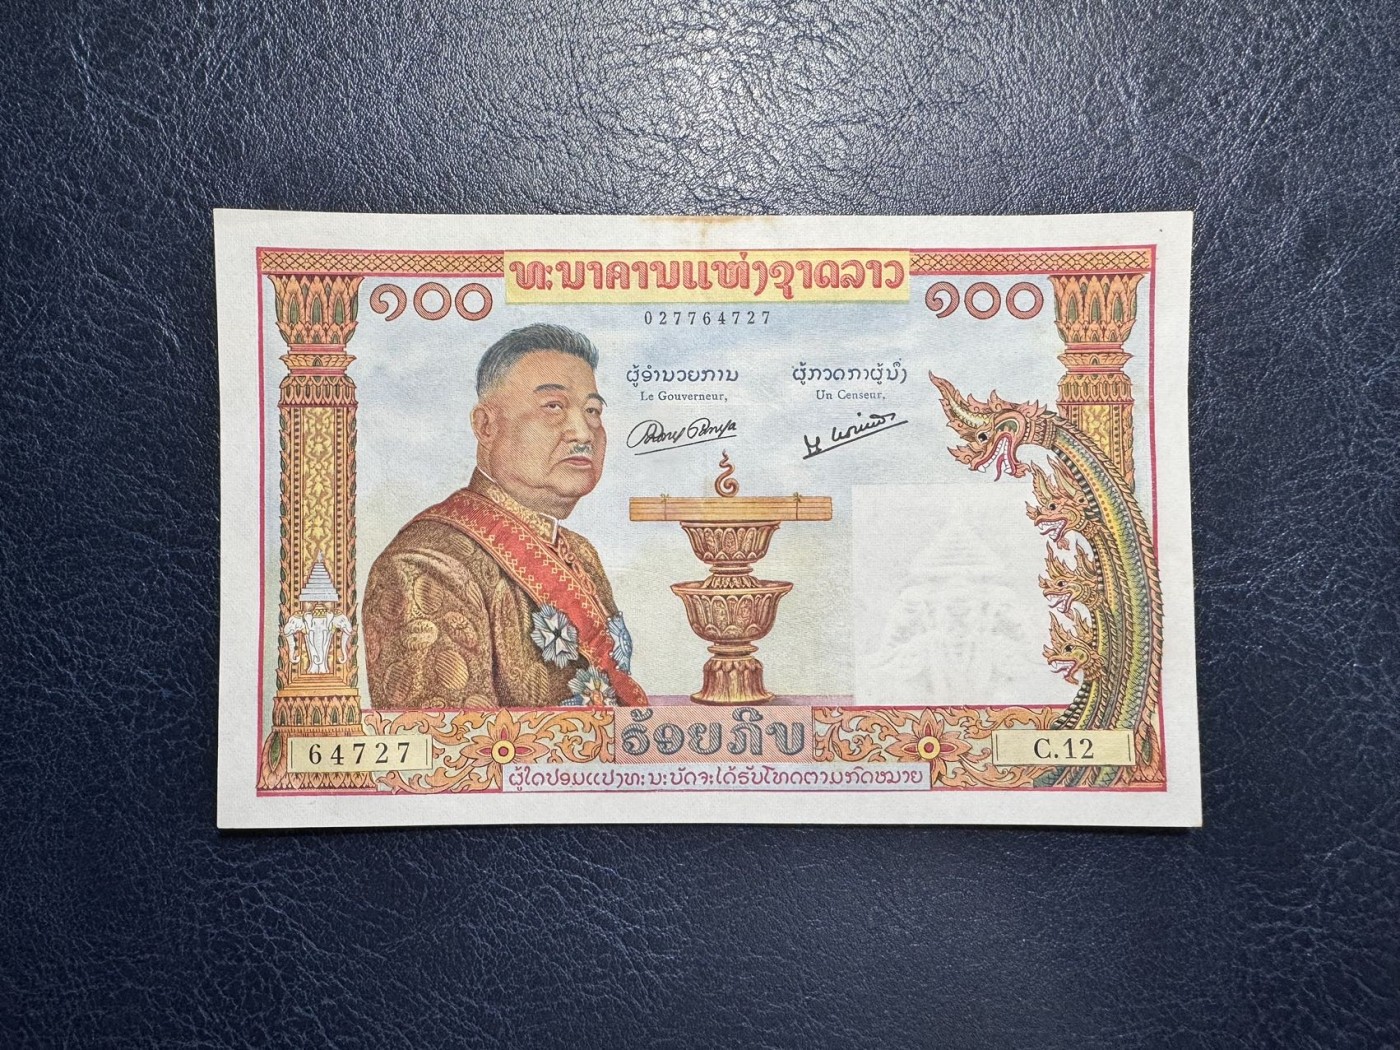 ທະນາຄານແຫ່ງຊາດລາວ
໑໐໐
໑໐໐
027764727
ຜູ້ອໍານວຍການ
ຜູ້ກວດກາຜູ້ນຶ່ງ
Le Gouverneur,
Un Censeur,
ຮ້ອຍກີບ
64727
C.12
ຜູ້ໃດປອມແປງທະນະບັດຈະໄດ້ຮັບໂທດຕາມກົດໝາຍ